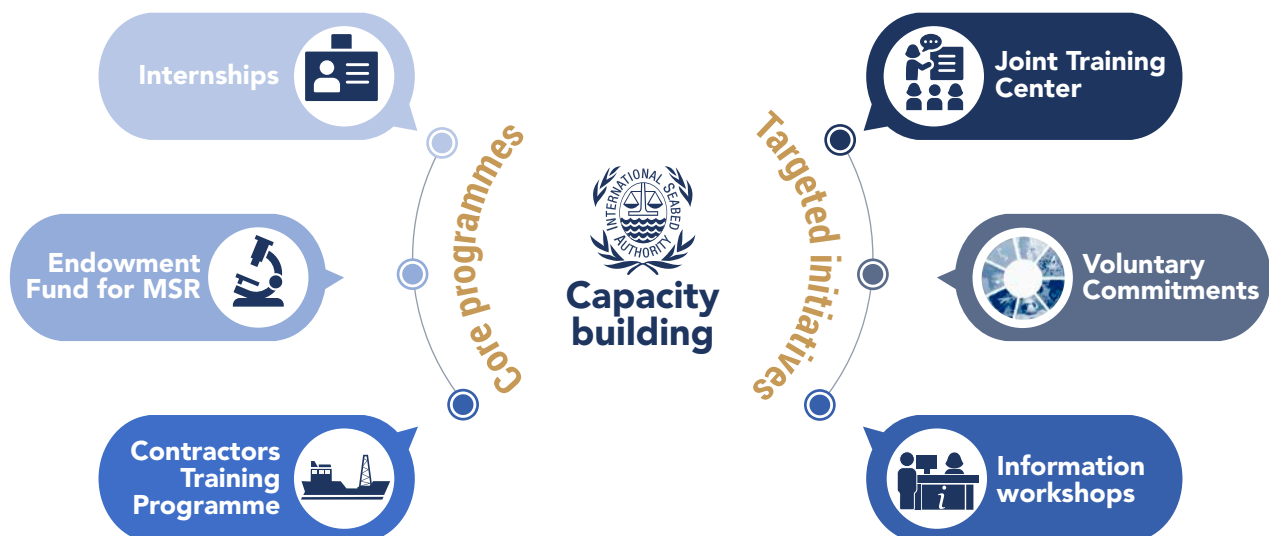 Internships
Endowment
Fund for MSR
Contractors
Training
Programme
Core programmes
INTERNATIONAL SEABED
AUTHORITY
Capacity
building
Targeted initiatives
Joint Training
Center
Voluntary
Commitments
i
Information
workshops